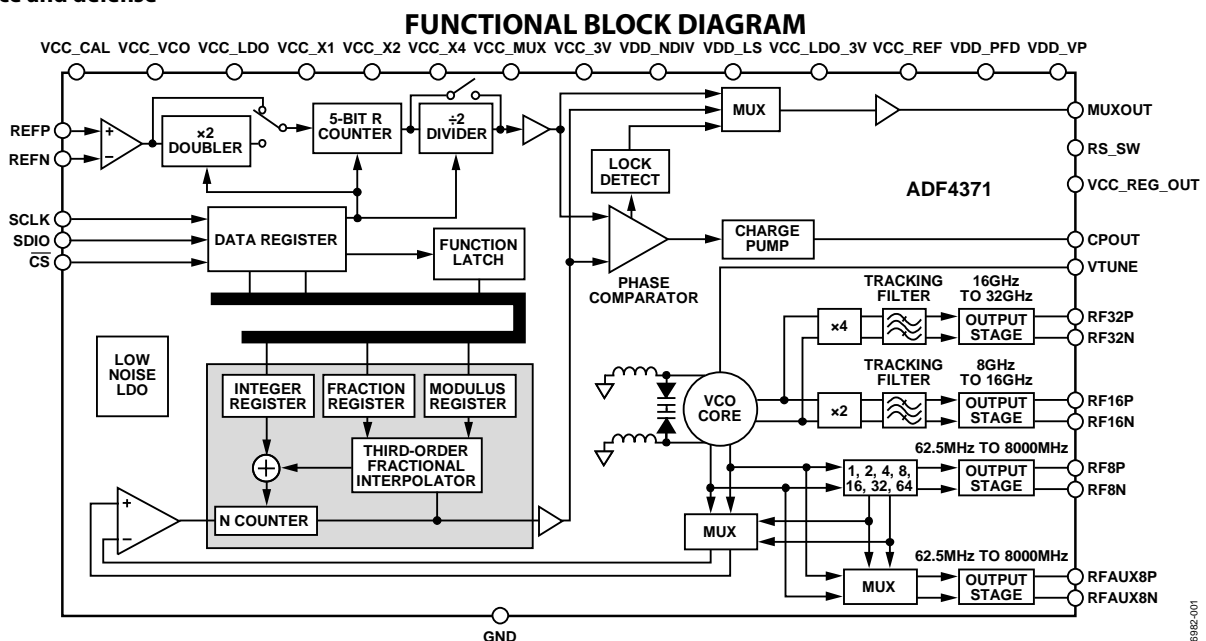 ce and defense
FUNCTIONAL BLOCK DIAGRAM
VCC_CAL VCC_VCO VCC_LDO VCC_X1 VCC_X2 VCC_X4 VCC_MUX VCC_3V VDD_NDIV VDD_LS VCC_LDO_3V VCC_REF VDD_PFD VDD_VP
REFP
REFN
+
−
×2
DOUBLER
5-BIT R
COUNTER
÷2
DIVIDER
MUX
MUXOUT
LOCK
DETECT
RS_SW
ADF4371
VCC_REG_OUT
SCLK
SDIO
CS
DATA REGISTER
FUNCTION
LATCH
PHASE
COMPARATOR
CHARGE
PUMP
CPOUT
VTUNE
TRACKING
FILTER
16GHz
TO 32GHz
×4
OUTPUT
STAGE
RF32P
RF32N
LOW
NOISE
LDO
INTEGER
REGISTER
FRACTION
REGISTER
MODULUS
REGISTER
VCO
CORE
TRACKING
FILTER
8GHz
TO 16GHz
×2
OUTPUT
STAGE
RF16P
RF16N
THIRD-ORDER
FRACTIONAL
INTERPOLATOR
+
62.5MHz TO 8000MHz
1, 2, 4, 8,
16, 32, 64
OUTPUT
STAGE
RF8P
RF8N
+
−
N COUNTER
MUX
62.5MHz TO 8000MHz
MUX
OUTPUT
STAGE
RFAUX8P
RFAUX8N
GND
6982-001